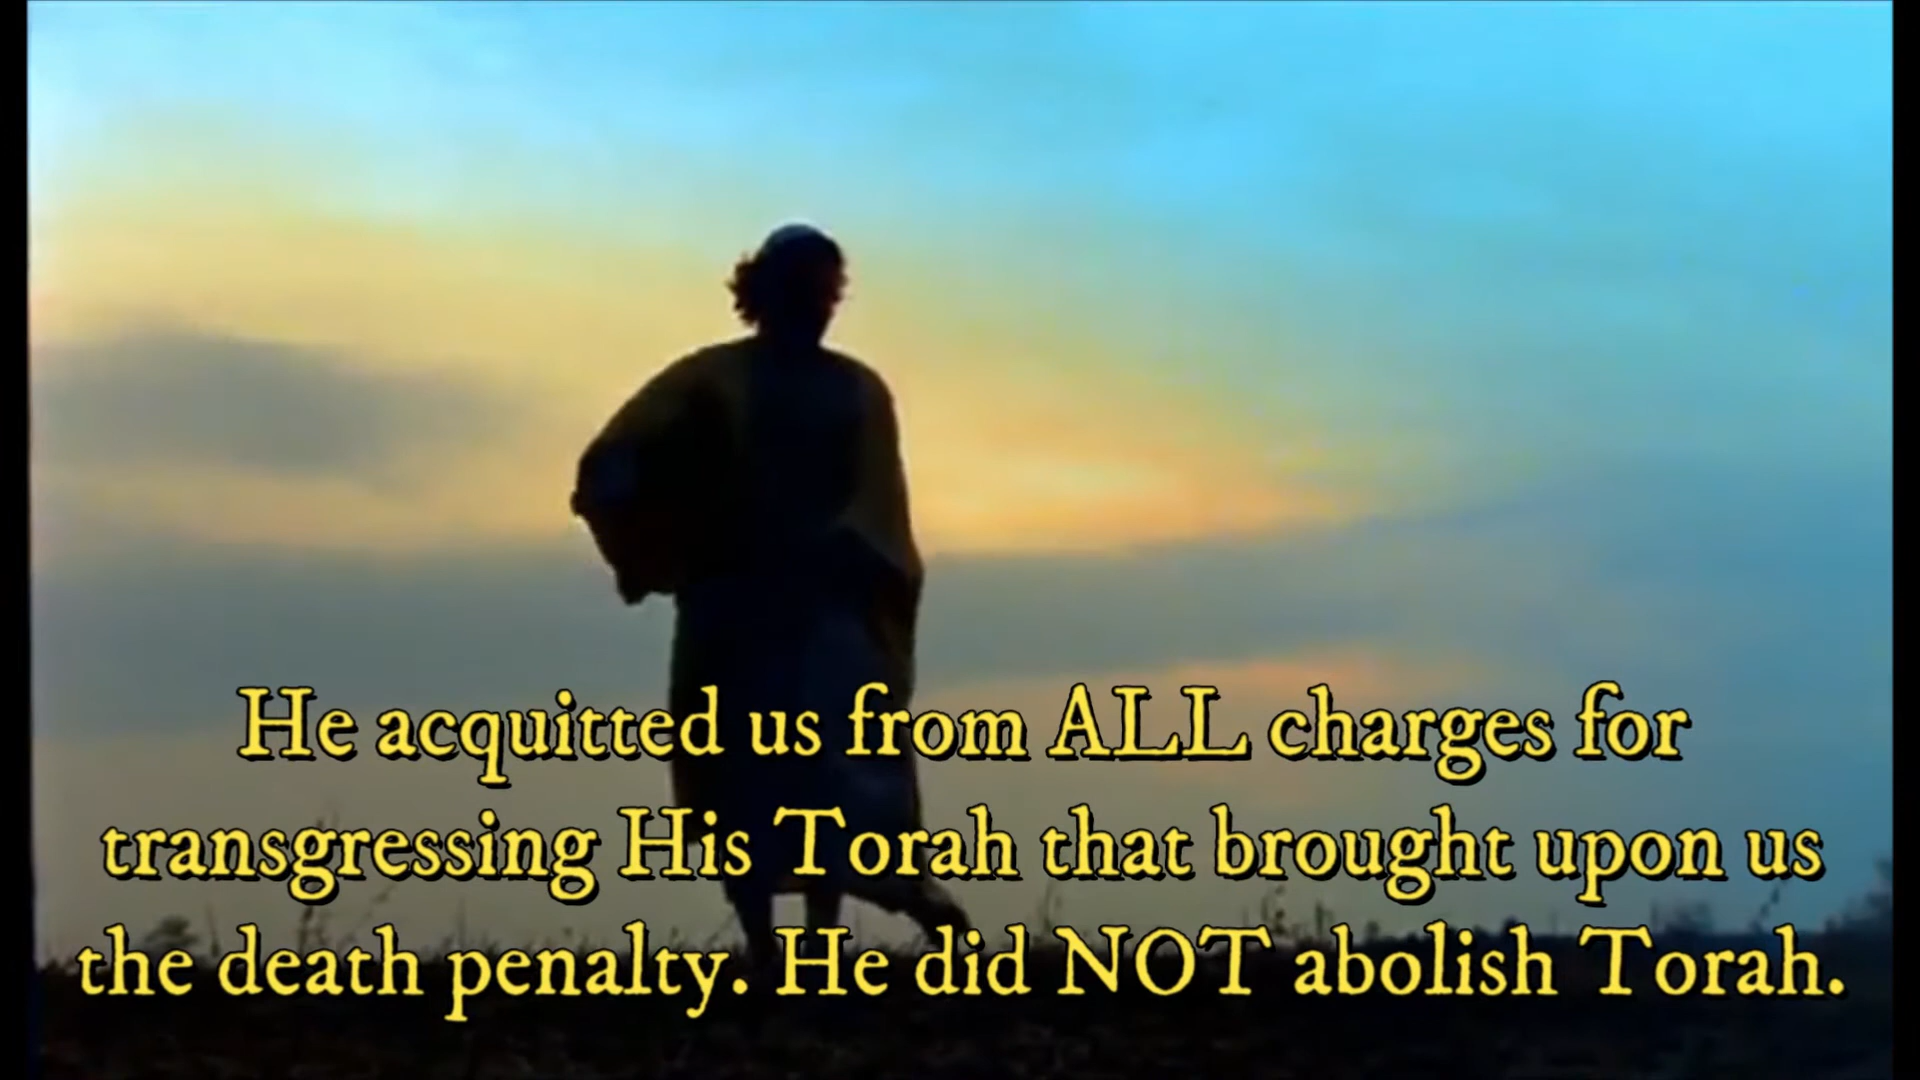 He acquitted us from ALL charges for
transgressing His Torah that brought upon us
the death penalty. He did NOT abolish Torah.